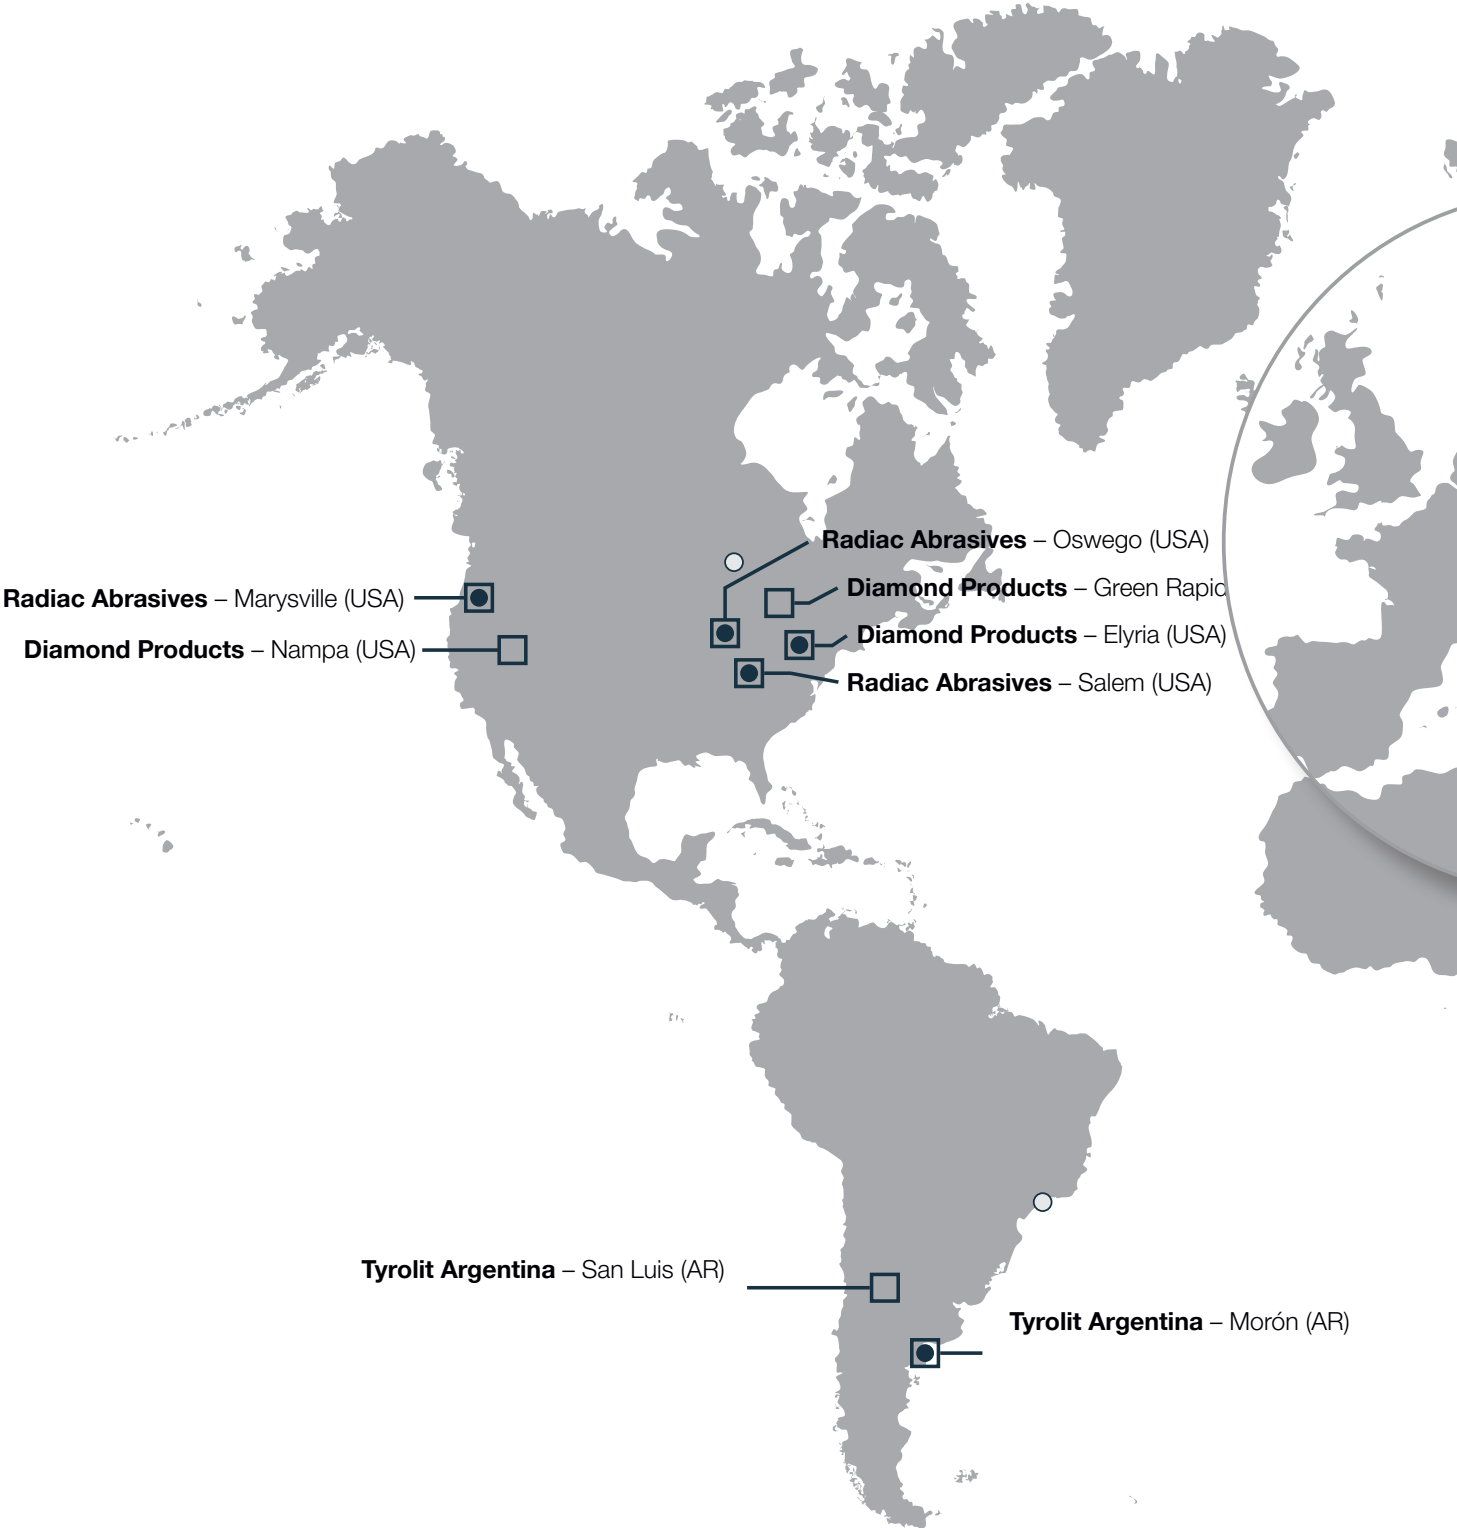 Radiac Abrasives – Oswego (USA)
Diamond Products – Green Rapid
Radiac Abrasives – Marysville (USA)
Diamond Products – Elyria (USA)
Diamond Products – Nampa (USA)
Radiac Abrasives – Salem (USA)
Tyrolit Argentina – San Luis (AR)
Tyrolit Argentina – Morón (AR)